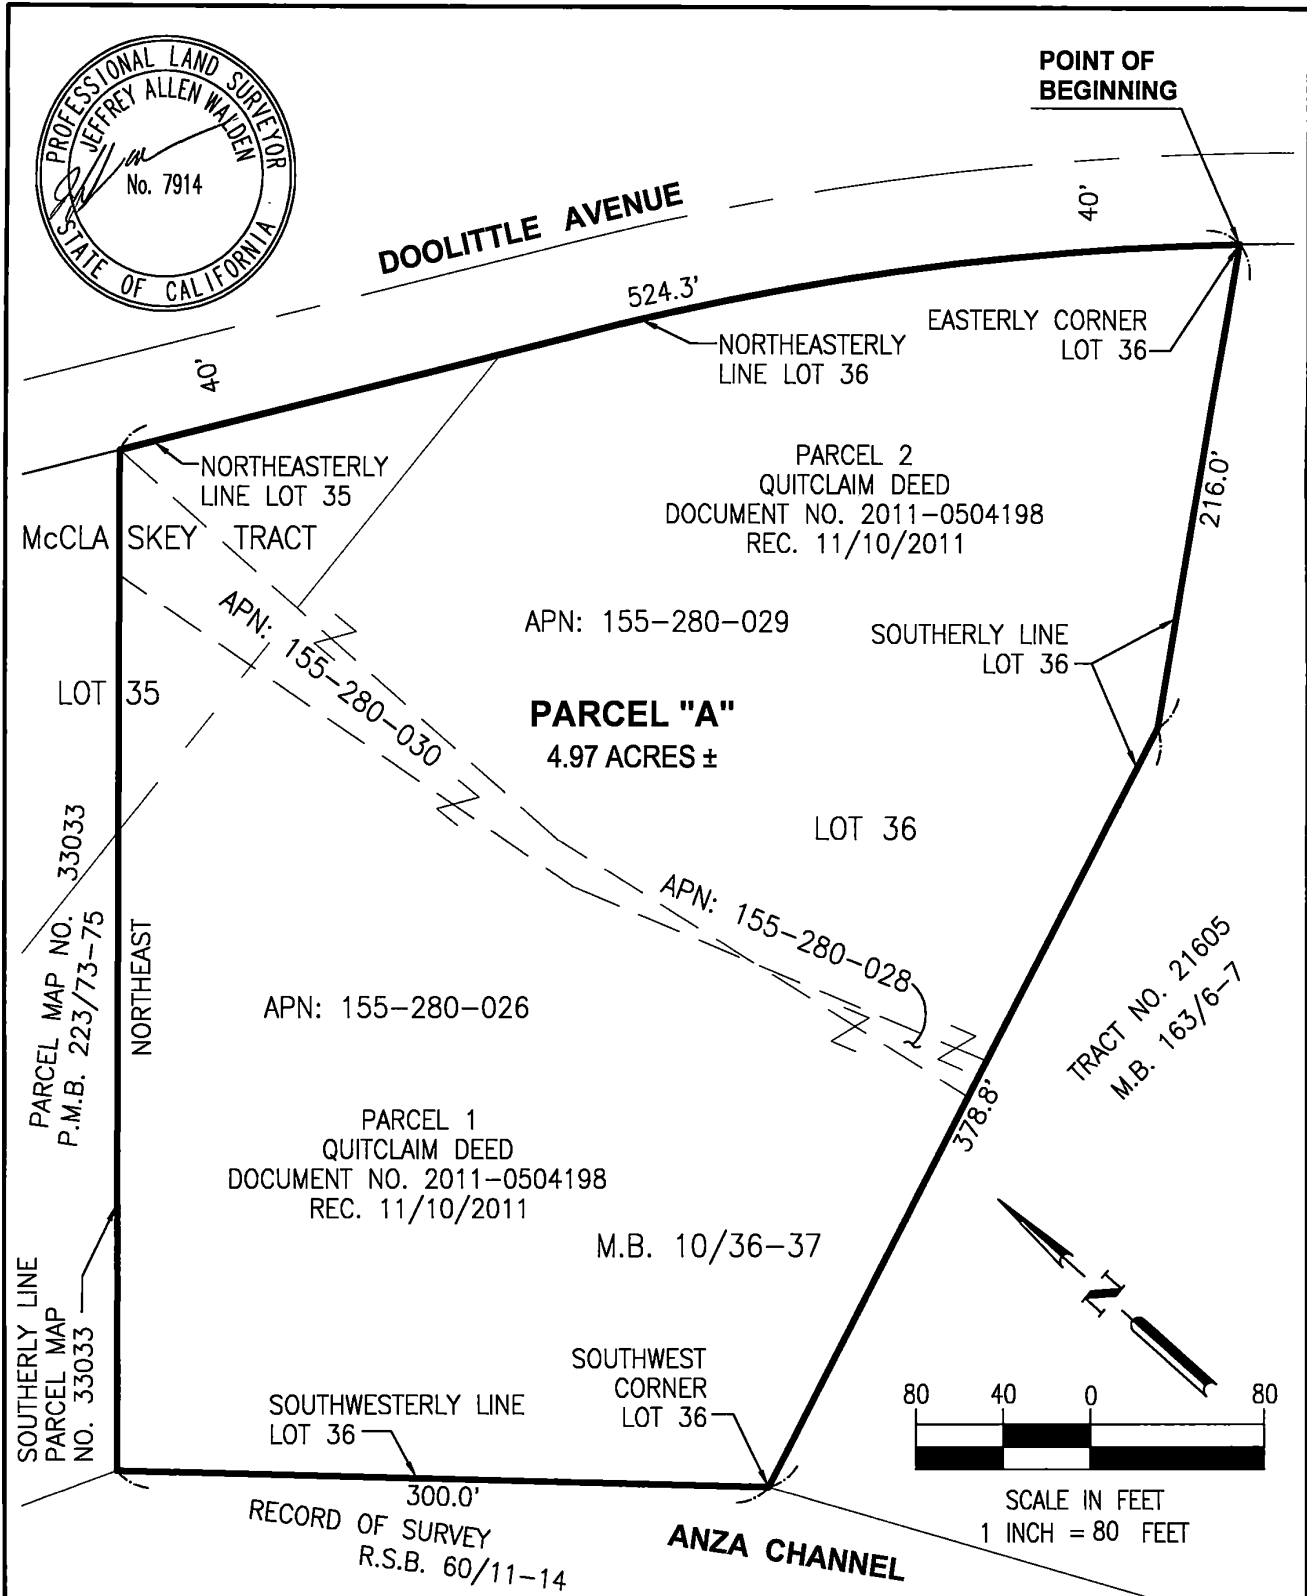 PROFESSIONAL LAND SURVEYOR
JEFFREY ALLEN WALDEN
No. 7914
STATE OF CALIFORNIA
POINT OF
BEGINNING
DOOLITTLE AVENUE
40'
524.3'
NORTHEASTERLY
LINE LOT 36
EASTERLY CORNER
LOT 36
40'
NORTHEASTERLY
LINE LOT 35
PARCEL 2
QUITCLAIM DEED
DOCUMENT NO. 2011-0504198
REC. 11/10/2011
216.0'
McCLASKEY TRACT
APN: 155-280-030
APN: 155-280-029
SOUTHERLY LINE
LOT 36
LOT 35
PARCEL "A"
4.97 ACRES ±
LOT 36
APN: 155-280-028
PARCEL MAP NO. 33033
P.M.B. 223/73-75
NORTHEAST
TRACT NO. 21605
M.B. 163/6-7
APN: 155-280-026
378.8'
PARCEL 1
QUITCLAIM DEED
DOCUMENT NO. 2011-0504198
REC. 11/10/2011
M.B. 10/36-37
N
SOUTHERLY LINE
PARCEL MAP
NO. 33033
SOUTHWESTERLY LINE
LOT 36
SOUTHWEST
CORNER
LOT 36
80 40 0 80
SCALE IN FEET
1 INCH = 80 FEET
300.0'
RECORD OF SURVEY
R.S.B. 60/11-14
ANZA CHANNEL